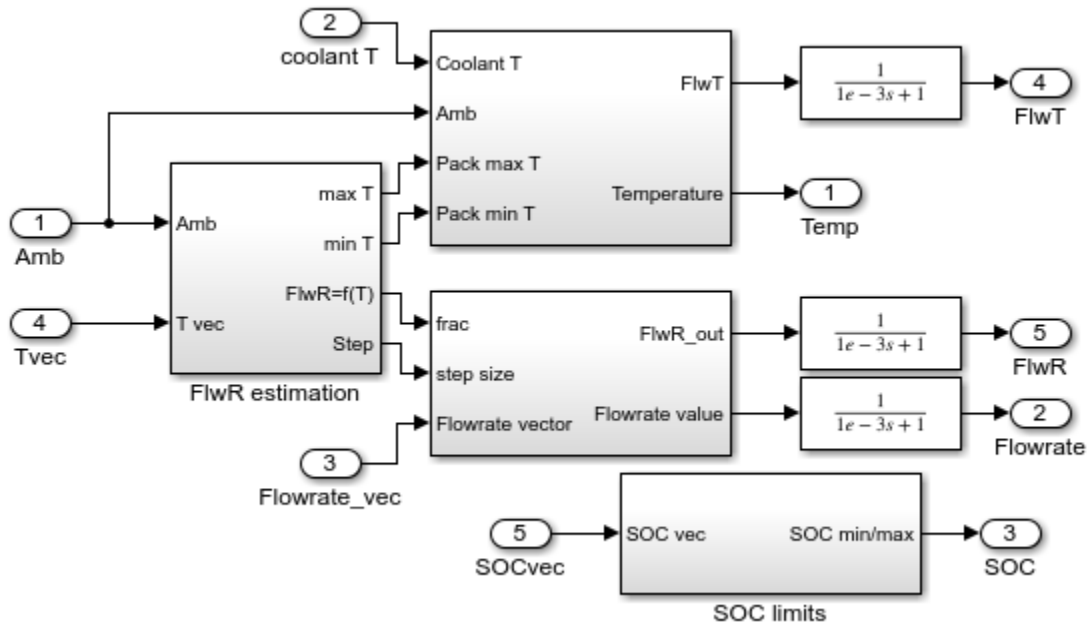 2
coolant T
Coolant T
Amb
Pack max T
Pack min T
FlwT
Temperature
1
1e − 3s + 1
4
FlwT
1
Temp
1
Amb
4
Tvec
Amb
T vec
max T
min T
FlwR=f(T)
Step
FlwR estimation
frac
step size
Flowrate vector
FlwR_out
Flowrate value
1
1e − 3s + 1
5
FlwR
1
1e − 3s + 1
2
Flowrate
3
Flowrate_vec
5
SOCvec
SOC vec
SOC min/max
SOC limits
3
SOC